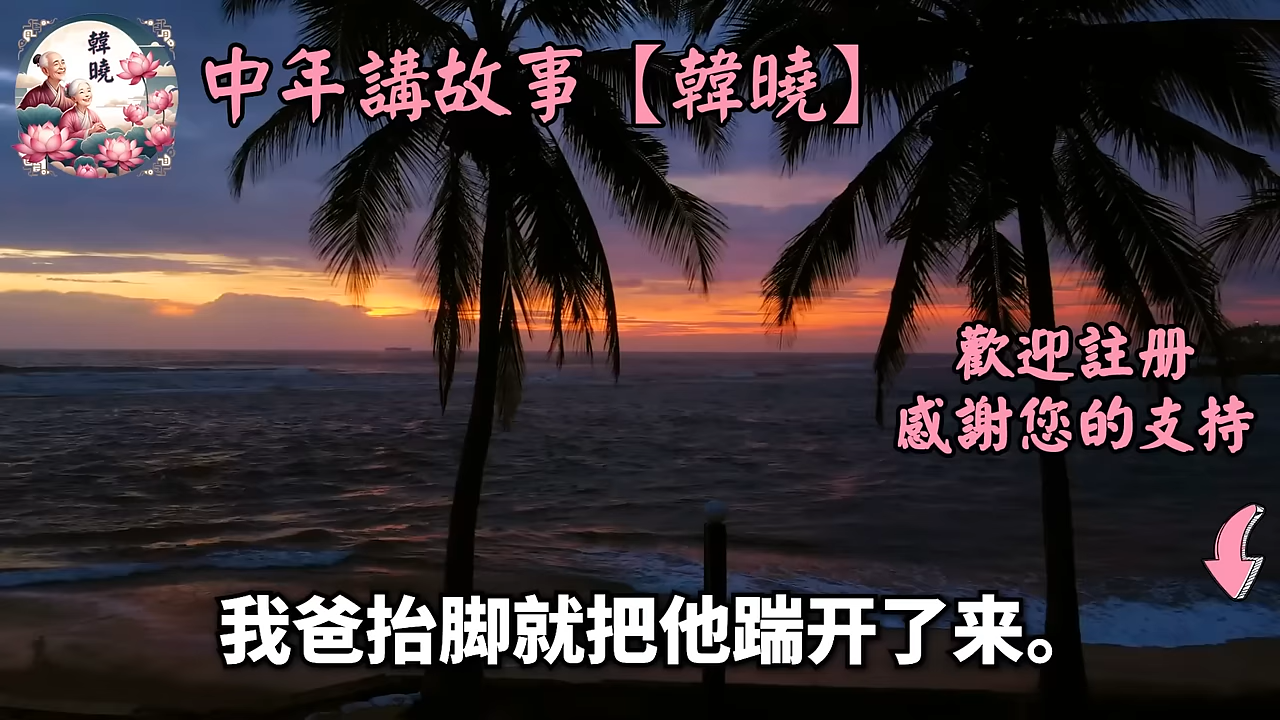 韓
曉
中年講故事【韓曉】
歡迎註册
感謝您的支持
我爸抬脚就把他踹开了来。